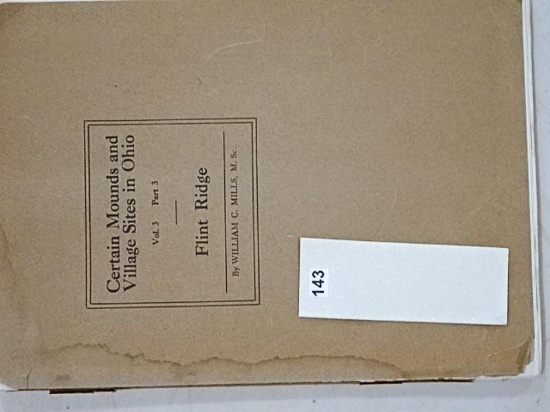 Certain Mounds and
Village Sites in Ohio
Vol. 3 Part 3
Flint Ridge
By WILLIAM C. MILLS, M. Sc.
143